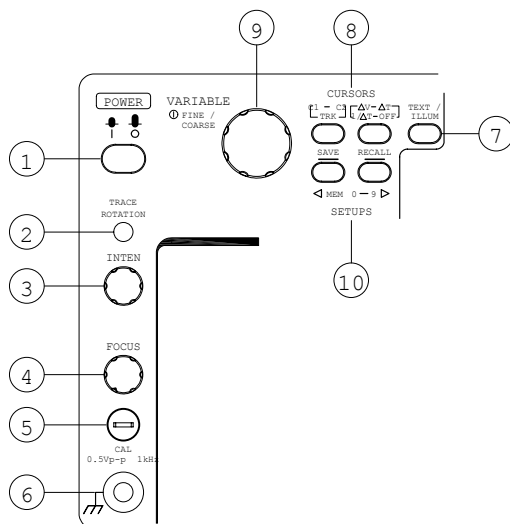 9
8
POWER
VARIABLE
FINE /
COARSE
CURSORS
C1 - C2
TRK
ΔV-ΔT
1/ΔT-OFF
TEXT /
ILLUM
7
1
SAVE
RECALL
◁ MEM 0-9 ▷
SETUPS
10
TRACE
ROTATION
2
INTEN
3
FOCUS
4
5
CAL
0.5Vp-p 1kHz
6